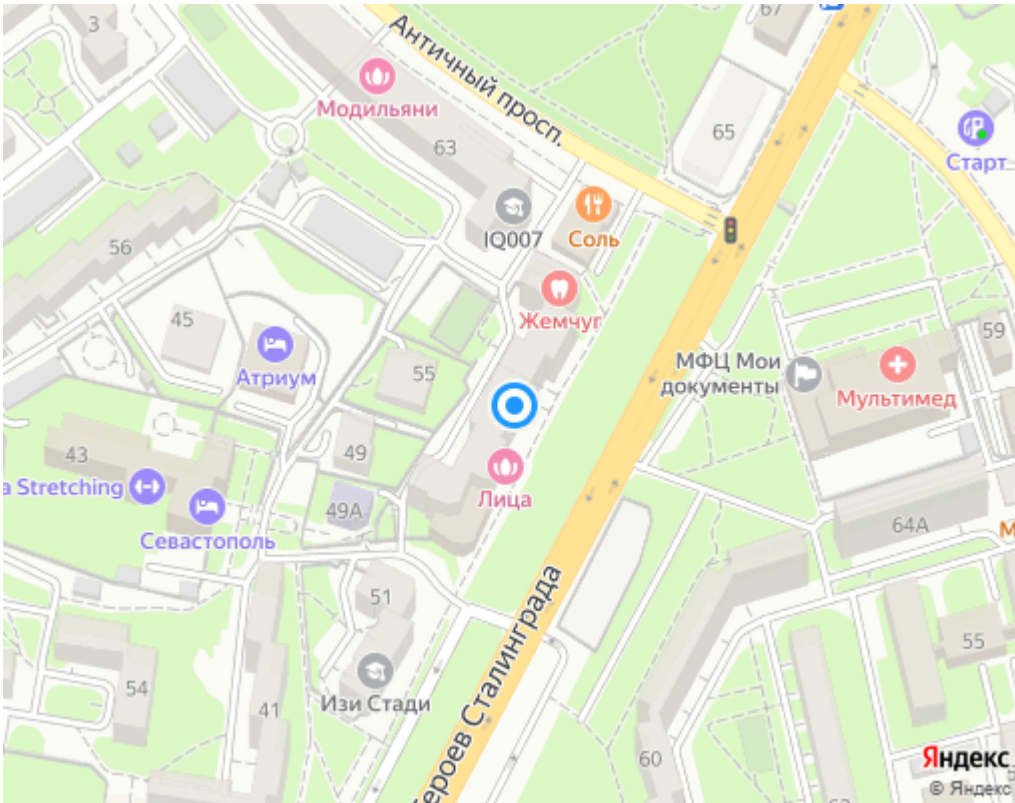 3
67
Античный просп.
Модильяни
63
65
Старт
IQ007
Соль
56
Жемчуг
45
59
МФЦ Мои
документы
Атриум
55
Мультимед
43
49
a Stretching
Лица
49А
64А
Севастополь
М
51
55
54
Изи Стади
41
ероев Сталинграда
60
Яндекс
© Яндекс